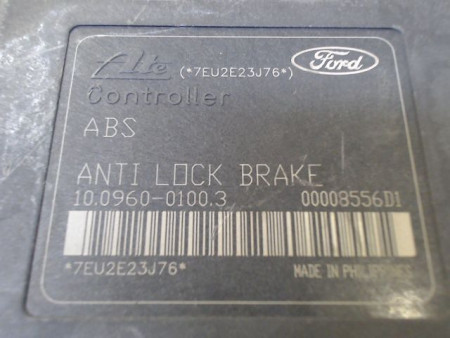 Ate (*7EU2E23J76*) Ford
Controller
ABS
ANTI LOCK BRAKE
10.0960-0100.3 00008556D1
*7EU2E23J76* MADE IN PHILIPPINES